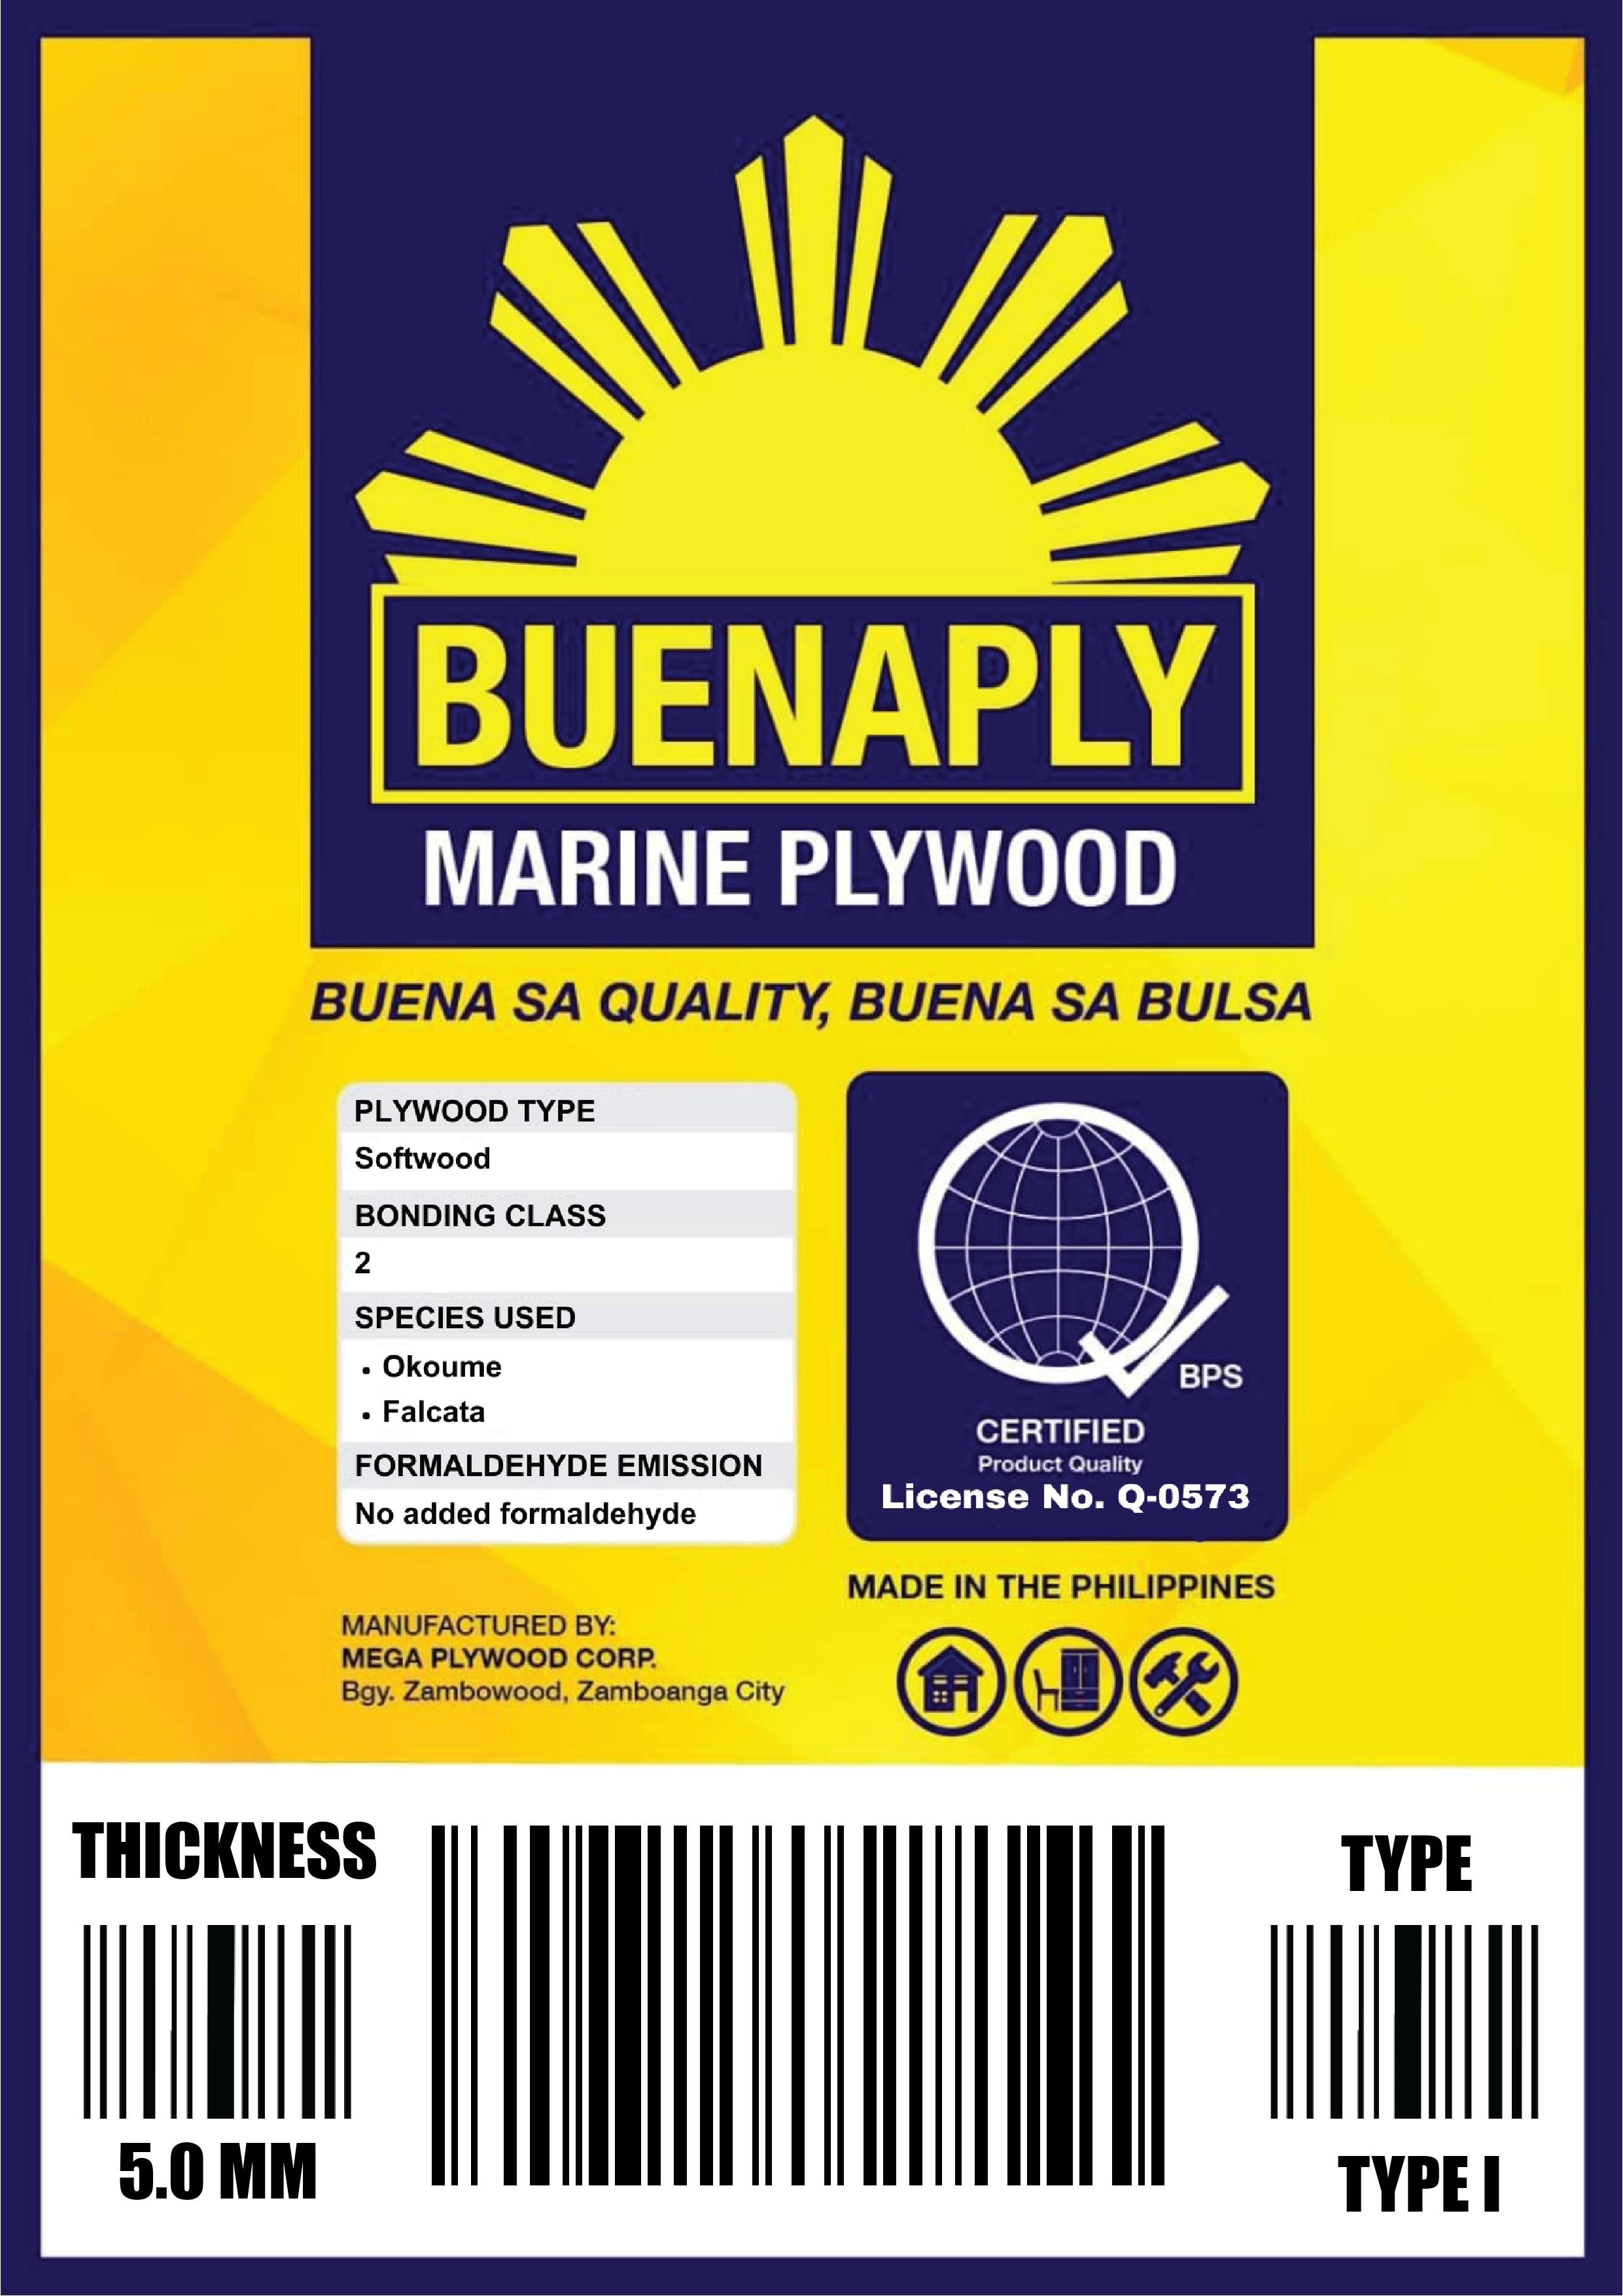 BUENAPLY
MARINE PLYWOOD
BUENA SA QUALITY, BUENA SA BULSA
PLYWOOD TYPE
Softwood
BONDING CLASS
2
SPECIES USED
• Okoume
• Falcata
FORMALDEHYDE EMISSION
No added formaldehyde
BPS
CERTIFIED
Product Quality
License No. Q-0573
MADE IN THE PHILIPPINES
MANUFACTURED BY:
MEGA PLYWOOD CORP.
Bgy. Zambowood, Zamboanga City
THICKNESS
5.0 MM
TYPE
TYPE I